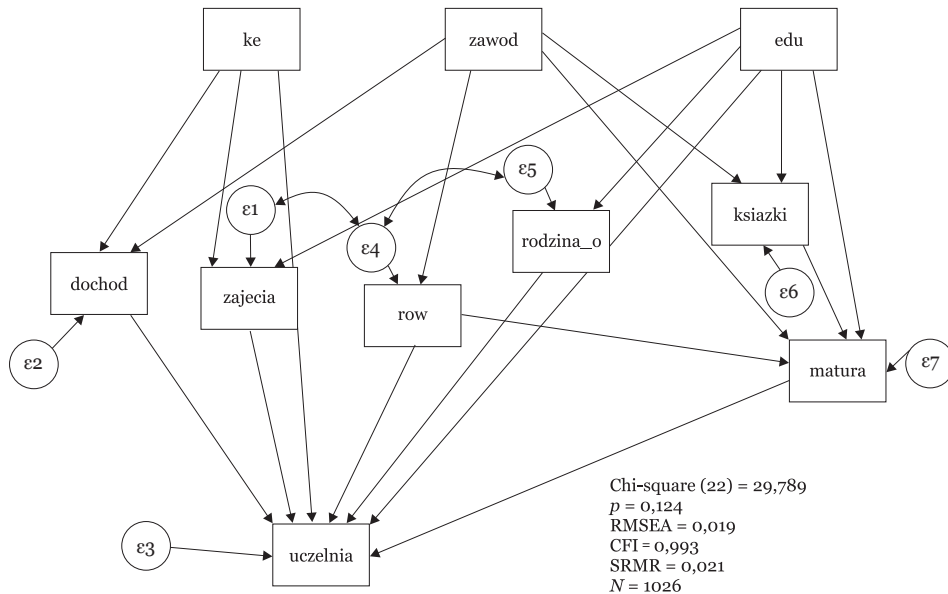 ke
zawod
edu
ε5
ε1
ksiazki
ε4
rodzina_o
dochod
zajecia
ε6
row
ε2
matura
ε7
Chi-square (22) = 29,789
p = 0,124
RMSEA = 0,019
ε3
uczelnia
CFI = 0,993
SRMR = 0,021
N = 1026